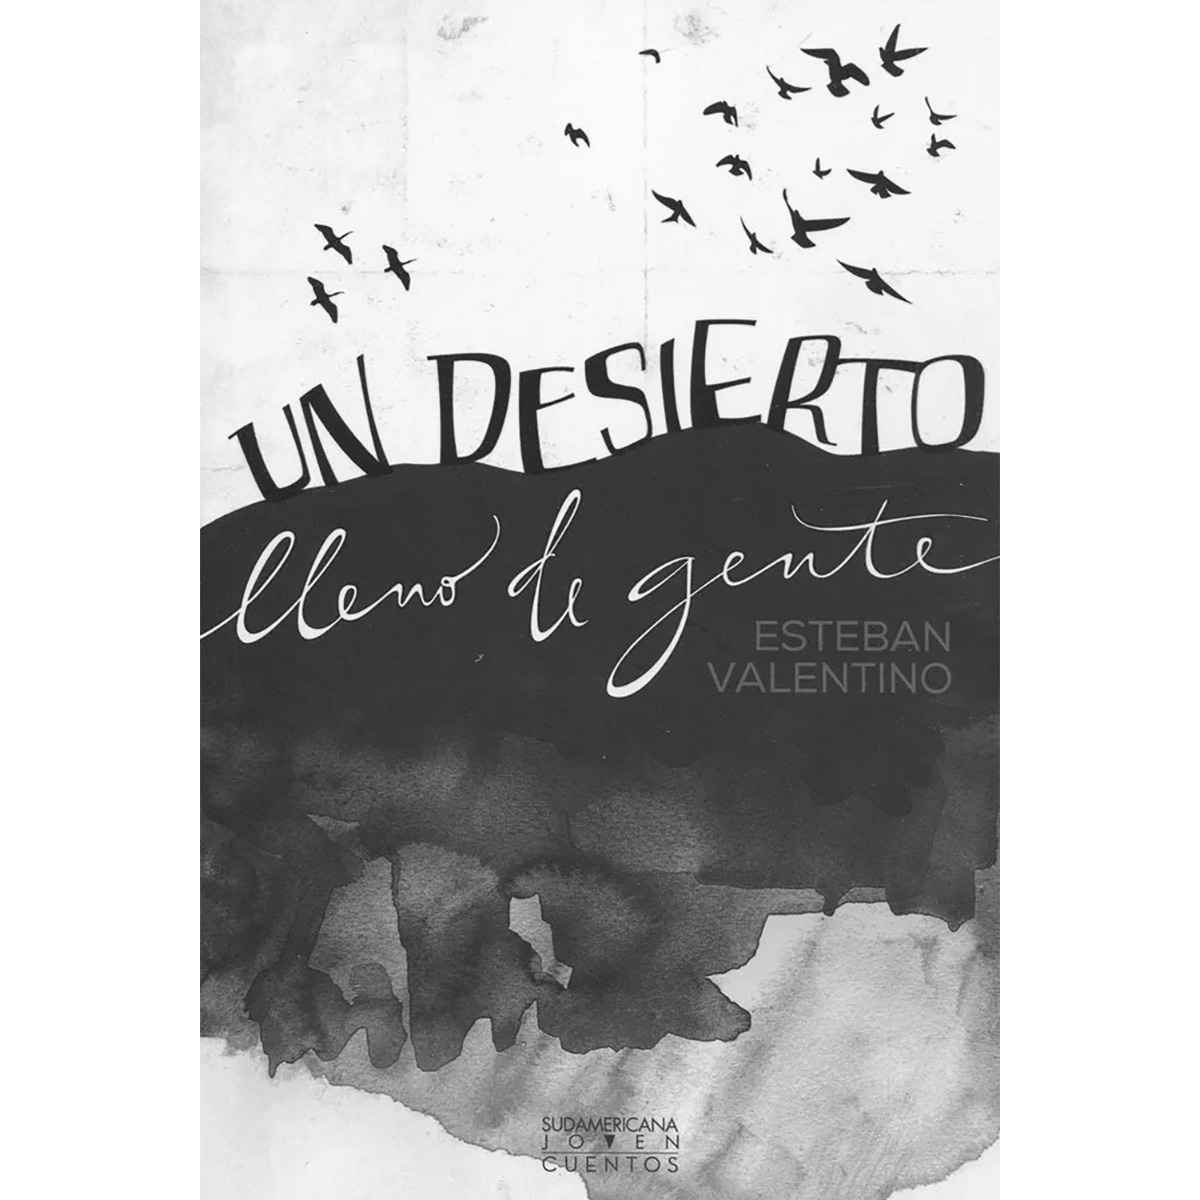 UN DESIERTO
lleno de gente
ESTEBAN
VALENTINO
SUDAMERICANA
JOVEN
CUENTOS